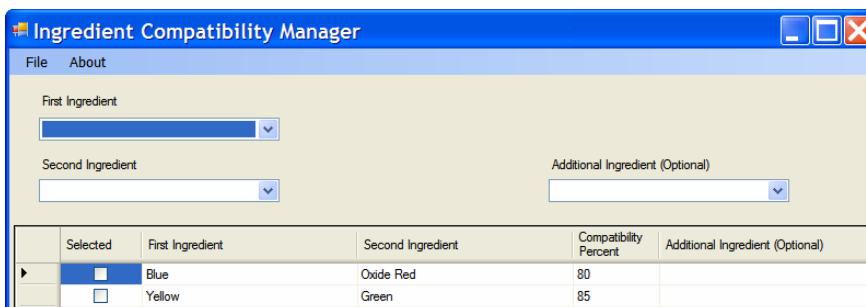 Ingredient Compatibility Manager
File About
First Ingredient
Second Ingredient Additional Ingredient (Optional)
Selected First Ingredient Second Ingredient Compatibility Percent Additional Ingredient (Optional)
Blue Oxide Red 80
Yellow Green 85